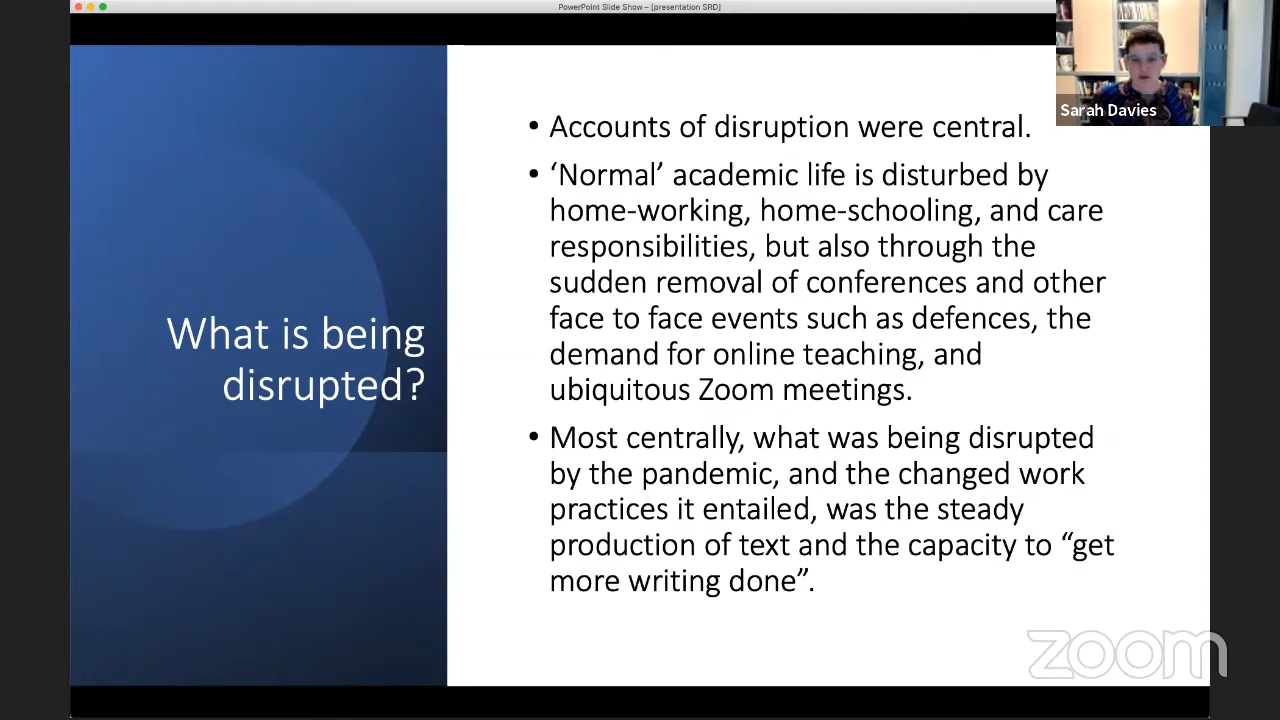 PowerPoint Slide Show – [presentation SRD]
Sarah Davies
What is being
disrupted?
• Accounts of disruption were central.
• ‘Normal’ academic life is disturbed by
home-working, home-schooling, and care
responsibilities, but also through the
sudden removal of conferences and other
face to face events such as defences, the
demand for online teaching, and
ubiquitous Zoom meetings.
• Most centrally, what was being disrupted
by the pandemic, and the changed work
practices it entailed, was the steady
production of text and the capacity to “get
more writing done”.
zoom